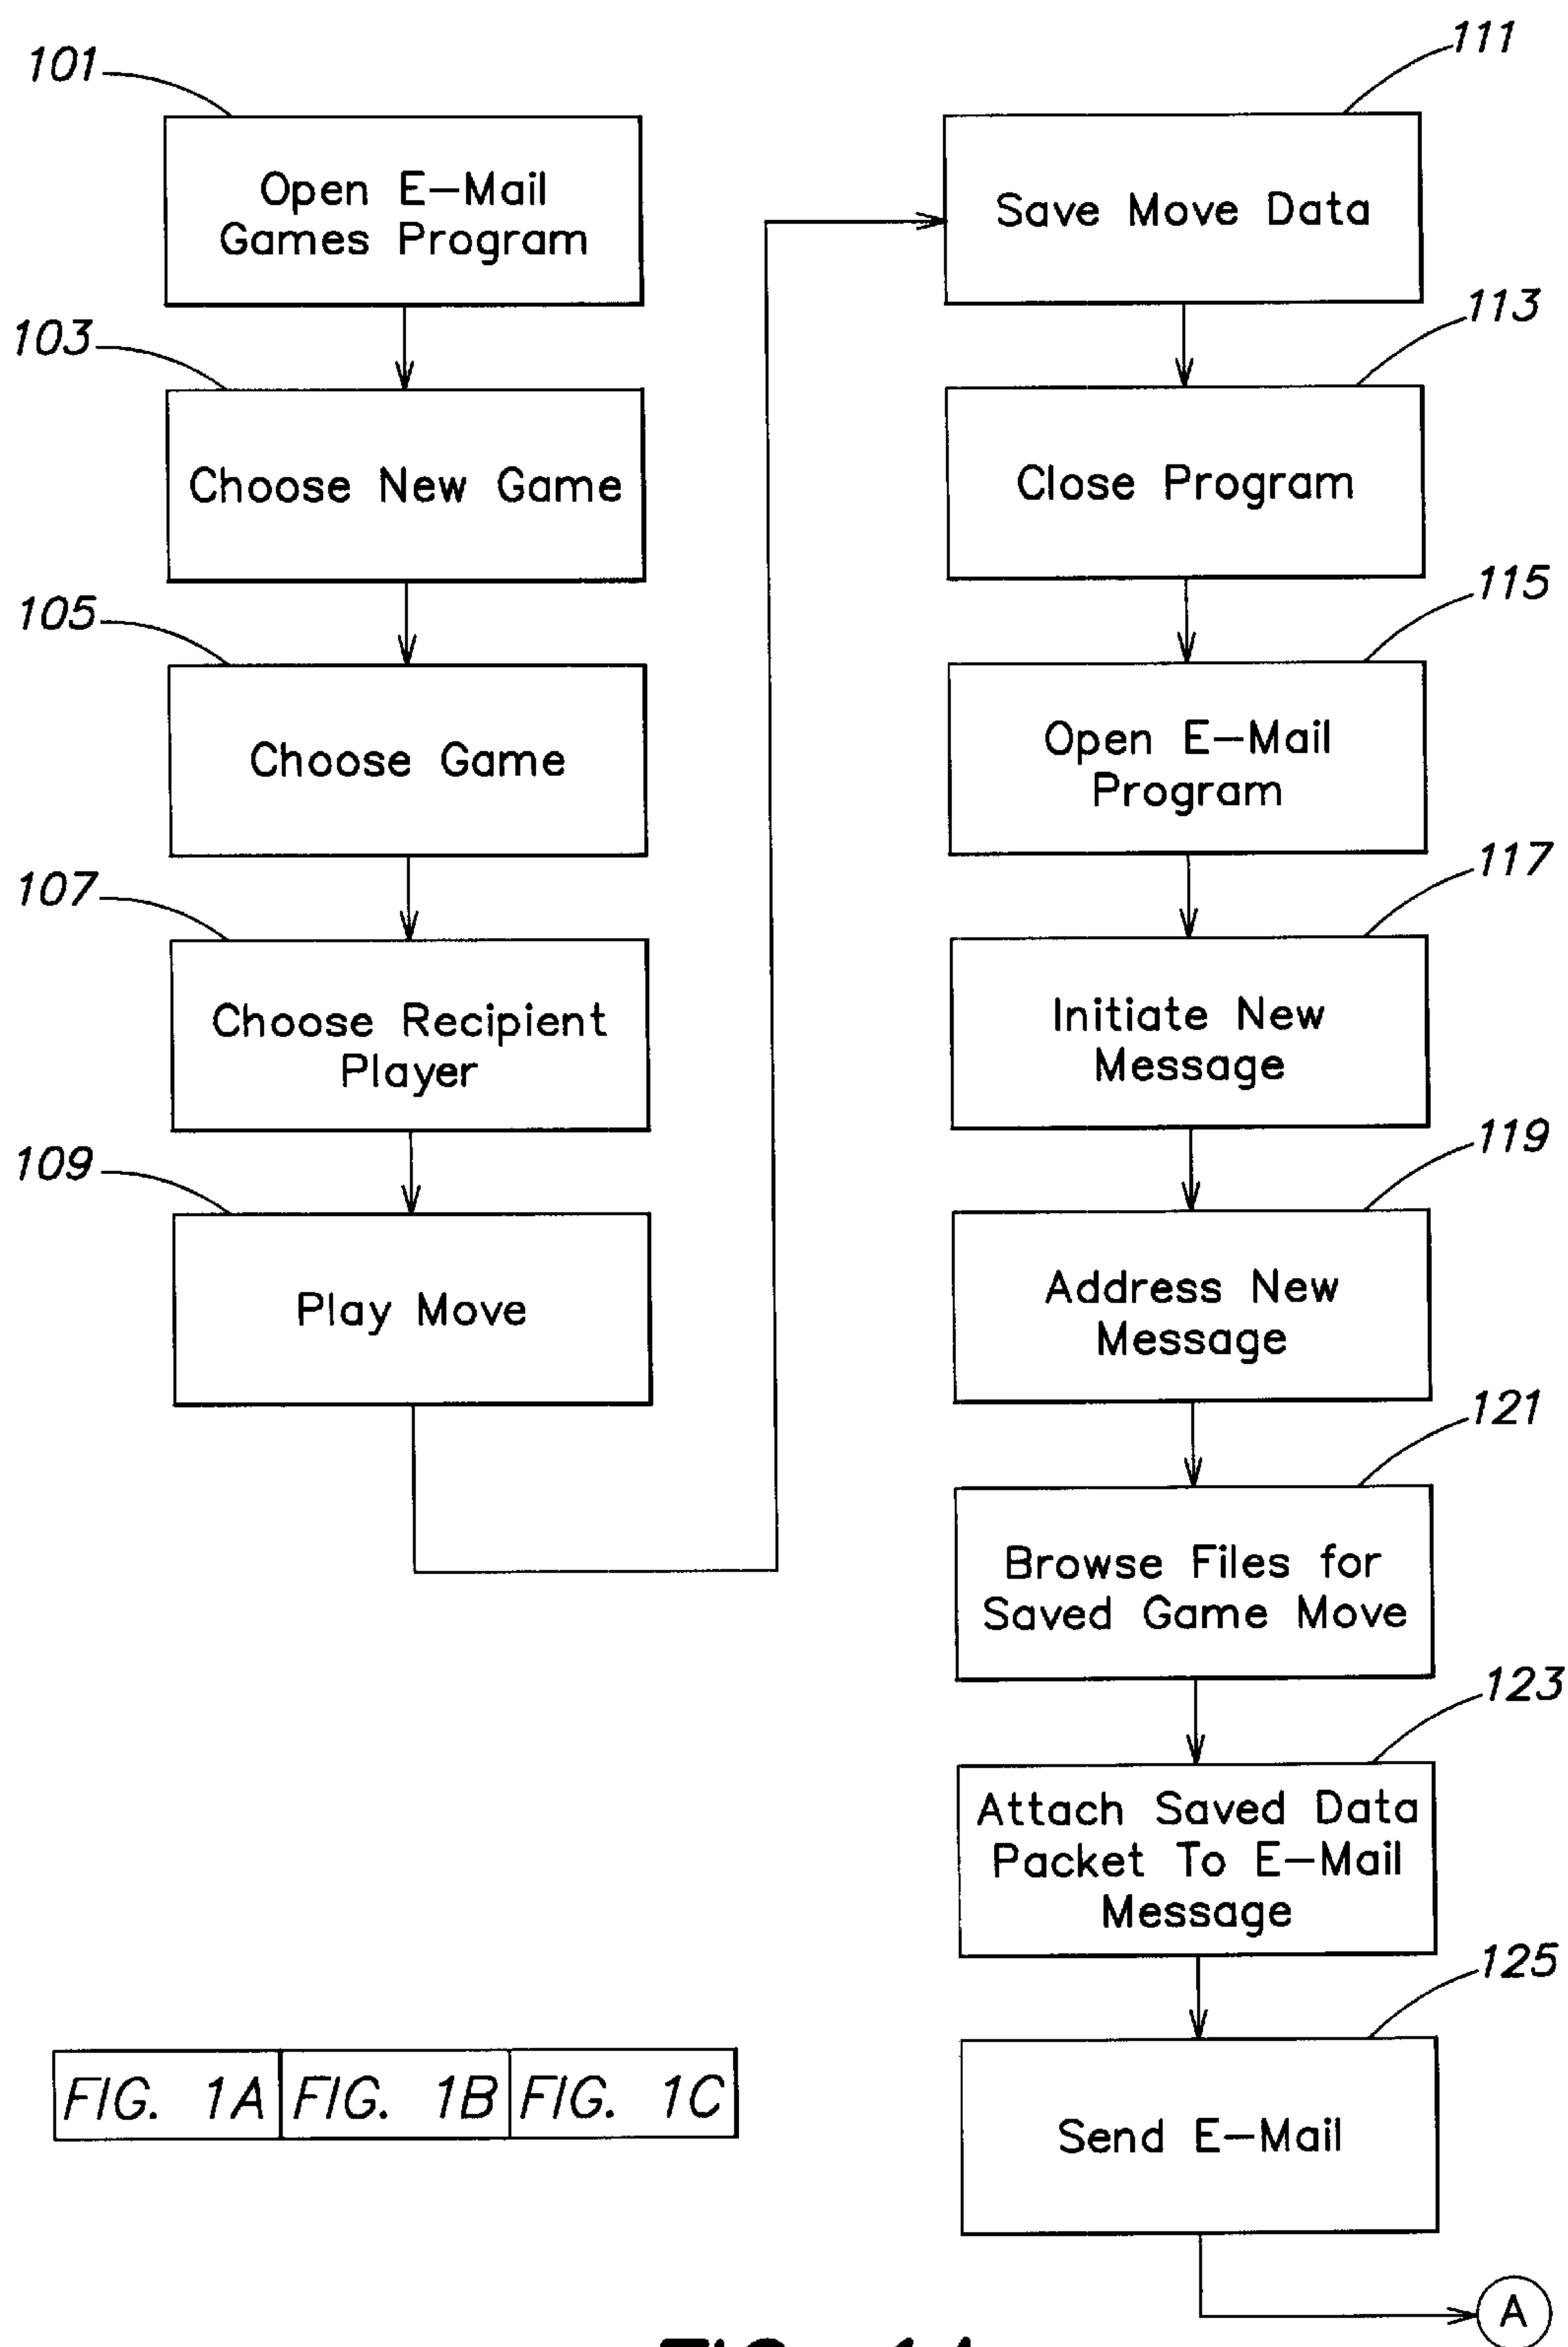 101
Open E-Mail
Games Program
103
Choose New Game
105
Choose Game
107
Choose Recipient
Player
109
Play Move
111
Save Move Data
113
Close Program
115
Open E-Mail
Program
117
Initiate New
Message
119
Address New
Message
121
Browse Files for
Saved Game Move
123
Attach Saved Data
Packet To E-Mail
Message
125
Send E-Mail
A
FIG. 1A FIG. 1B FIG. 1C
FIG. 1A